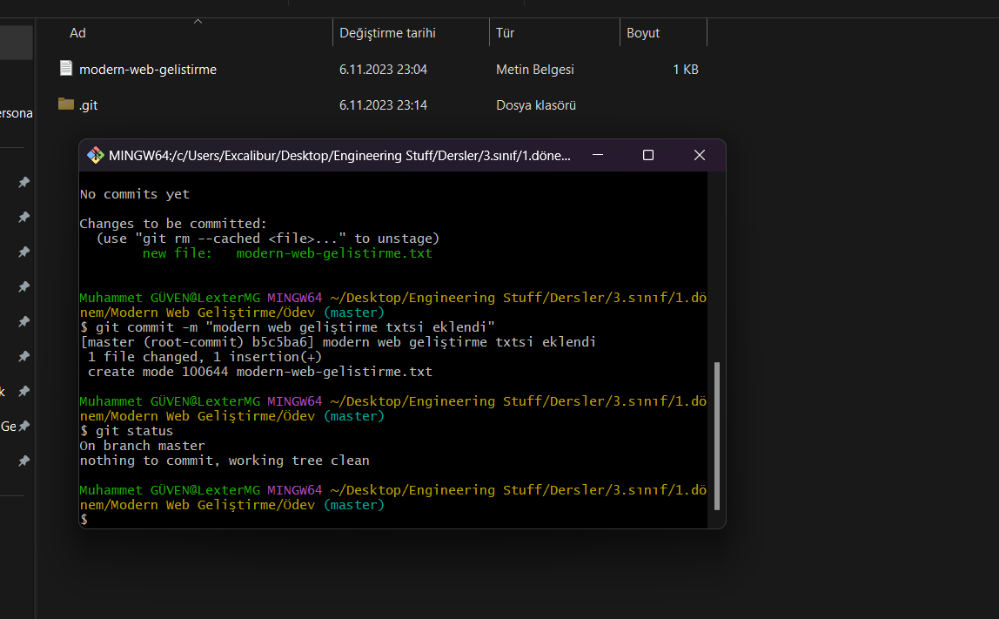 Ad Değiştirme tarihi Tür Boyut
modern-web-gelistirme 6.11.2023 23:04 Metin Belgesi 1 KB
.git 6.11.2023 23:14 Dosya klasörü
ersona
k
Ge
MINGW64:/c/Users/Excalibur/Desktop/Engineering Stuff/Dersler/3.sınıf/1.döne...
No commits yet
Changes to be committed:
(use "git rm --cached <file>..." to unstage)
new file: modern-web-gelistirme.txt
Muhammet GÜVEN@LexterMG MINGW64 ~/Desktop/Engineering Stuff/Dersler/3.sınıf/1.dö
nem/Modern Web Geliştirme/Ödev (master)
$ git commit -m "modern web geliştirme txtsi eklendi"
[master (root-commit) b5c5ba6] modern web geliştirme txtsi eklendi
1 file changed, 1 insertion(+)
create mode 100644 modern-web-gelistirme.txt
Muhammet GÜVEN@LexterMG MINGW64 ~/Desktop/Engineering Stuff/Dersler/3.sınıf/1.dö
nem/Modern Web Geliştirme/Ödev (master)
$ git status
On branch master
nothing to commit, working tree clean
Muhammet GÜVEN@LexterMG MINGW64 ~/Desktop/Engineering Stuff/Dersler/3.sınıf/1.dö
nem/Modern Web Geliştirme/Ödev (master)
$